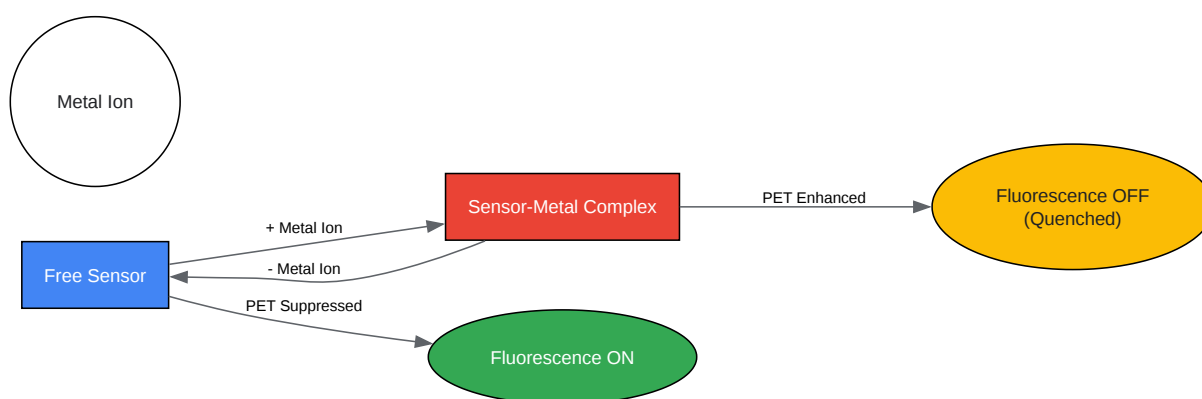 Metal Ion
Sensor-Metal Complex
PET Enhanced
Fluorescence OFF
(Quenched)
+ Metal Ion
- Metal Ion
Free Sensor
PET Suppressed
Fluorescence ON